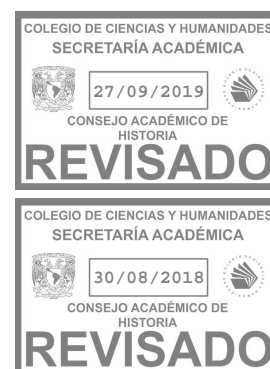 COLEGIO DE CIENCIAS Y HUMANIDADES
SECRETARÍA ACADÉMICA
27/09/2019
CONSEJO ACADÉMICO DE
HISTORIA
REVISADO
COLEGIO DE CIENCIAS Y HUMANIDADES
SECRETARÍA ACADÉMICA
30/08/2018
CONSEJO ACADÉMICO DE
HISTORIA
REVISADO